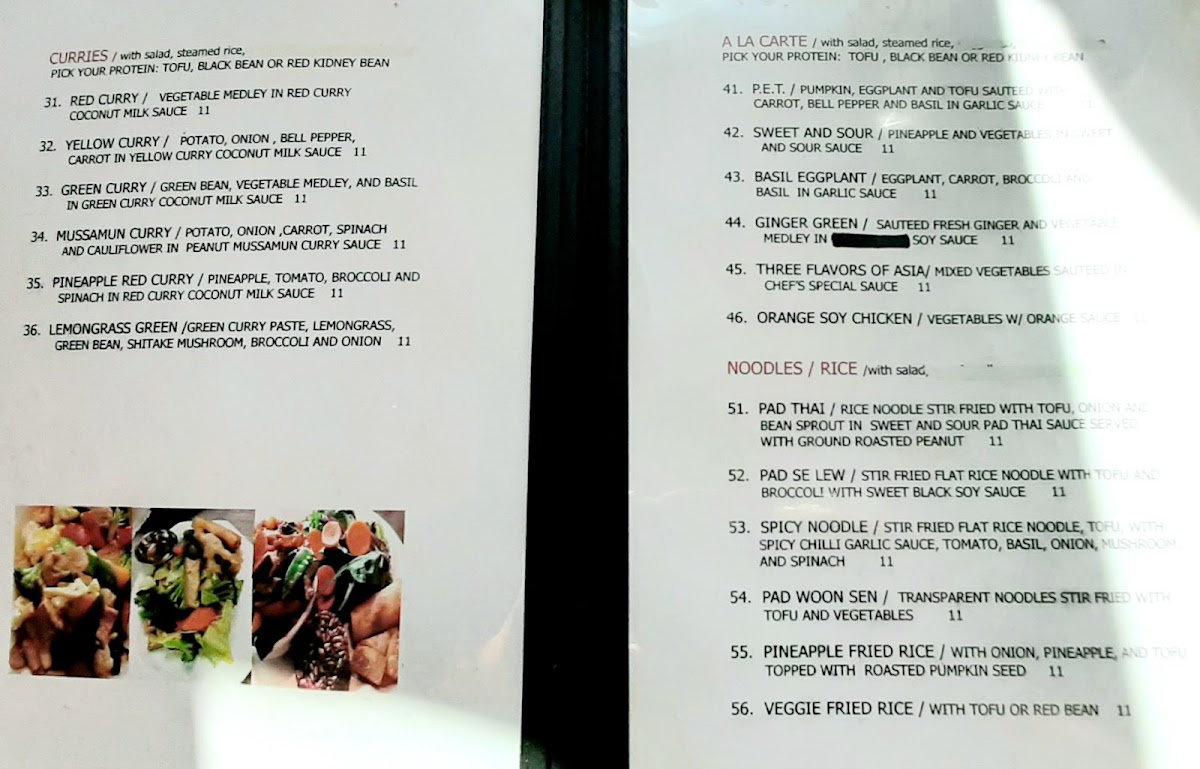 CURRIES / with salad, steamed rice,
PICK YOUR PROTEIN: TOFU, BLACK BEAN OR RED KIDNEY BEAN
31. RED CURRY / VEGETABLE MEDLEY IN RED CURRY
COCONUT MILK SAUCE 11
32. YELLOW CURRY / POTATO, ONION , BELL PEPPER,
CARROT IN YELLOW CURRY COCONUT MILK SAUCE 11
33. GREEN CURRY / GREEN BEAN, VEGETABLE MEDLEY, AND BASIL
IN GREEN CURRY COCONUT MILK SAUCE 11
34. MUSSAMUN CURRY / POTATO, ONION ,CARROT, SPINACH
AND CAULIFLOWER IN PEANUT MUSSAMUN CURRY SAUCE 11
35. PINEAPPLE RED CURRY / PINEAPPLE, TOMATO, BROCCOLI AND
SPINACH IN RED CURRY COCONUT MILK SAUCE 11
36. LEMONGRASS GREEN /GREEN CURRY PASTE, LEMONGRASS,
GREEN BEAN, SHITAKE MUSHROOM, BROCCOLI AND ONION 11
A LA CARTE / with salad, steamed rice,
PICK YOUR PROTEIN: TOFU , BLACK BEAN OR RED KIDNEY BEAN
41. P.E.T. / PUMPKIN, EGGPLANT AND TOFU SAUTEED WITH
CARROT, BELL PEPPER AND BASIL IN GARLIC SAUCE 11
42. SWEET AND SOUR / PINEAPPLE AND VEGETABLES IN SWEET
AND SOUR SAUCE 11
43. BASIL EGGPLANT / EGGPLANT, CARROT, BROCCOLI AND
BASIL IN GARLIC SAUCE 11
44. GINGER GREEN / SAUTEED FRESH GINGER AND VEGETABLE
MEDLEY IN SOY SAUCE 11
45. THREE FLAVORS OF ASIA/ MIXED VEGETABLES SAUTEED IN
CHEF'S SPECIAL SAUCE 11
46. ORANGE SOY CHICKEN / VEGETABLES W/ ORANGE SAUCE 11
NOODLES / RICE /with salad,
51. PAD THAI / RICE NOODLE STIR FRIED WITH TOFU, ONION AND
BEAN SPROUT IN SWEET AND SOUR PAD THAI SAUCE SERVED
WITH GROUND ROASTED PEANUT 11
52. PAD SE LEW / STIR FRIED FLAT RICE NOODLE WITH TOFU AND
BROCCOLI WITH SWEET BLACK SOY SAUCE 11
53. SPICY NOODLE / STIR FRIED FLAT RICE NOODLE, TOFU, WITH
SPICY CHILLI GARLIC SAUCE, TOMATO, BASIL, ONION, MUSHROOM,
AND SPINACH 11
54. PAD WOON SEN / TRANSPARENT NOODLES STIR FRIED WITH
TOFU AND VEGETABLES 11
55. PINEAPPLE FRIED RICE / WITH ONION, PINEAPPLE, AND TOFU
TOPPED WITH ROASTED PUMPKIN SEED 11
56. VEGGIE FRIED RICE / WITH TOFU OR RED BEAN 11